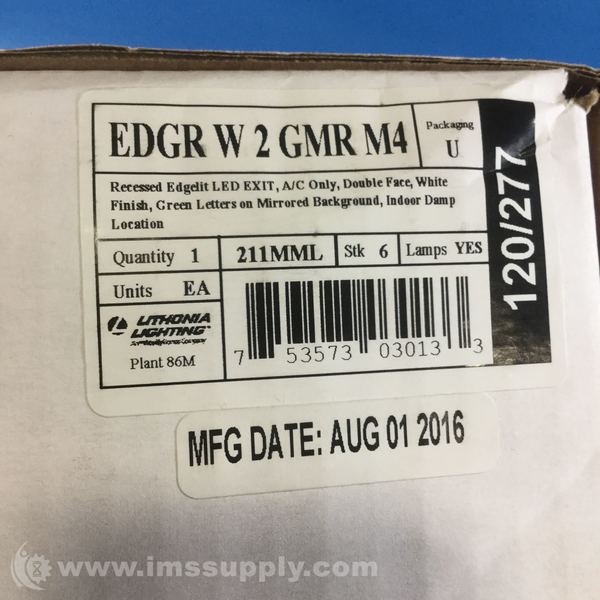 EDGR W 2 GMR M4
Packaging
U
Recessed Edgelit LED EXIT, A/C Only, Double Face, White
Finish, Green Letters on Mirrored Background, Indoor Damp
Location
120/277
Quantity 1
211MML
Stk 6
Lamps YES
Units EA
LITHONIA
LIGHTING
Plant 86M
7 53573 03013 3
MFG DATE: AUG 01 2016
www.imssupply.com